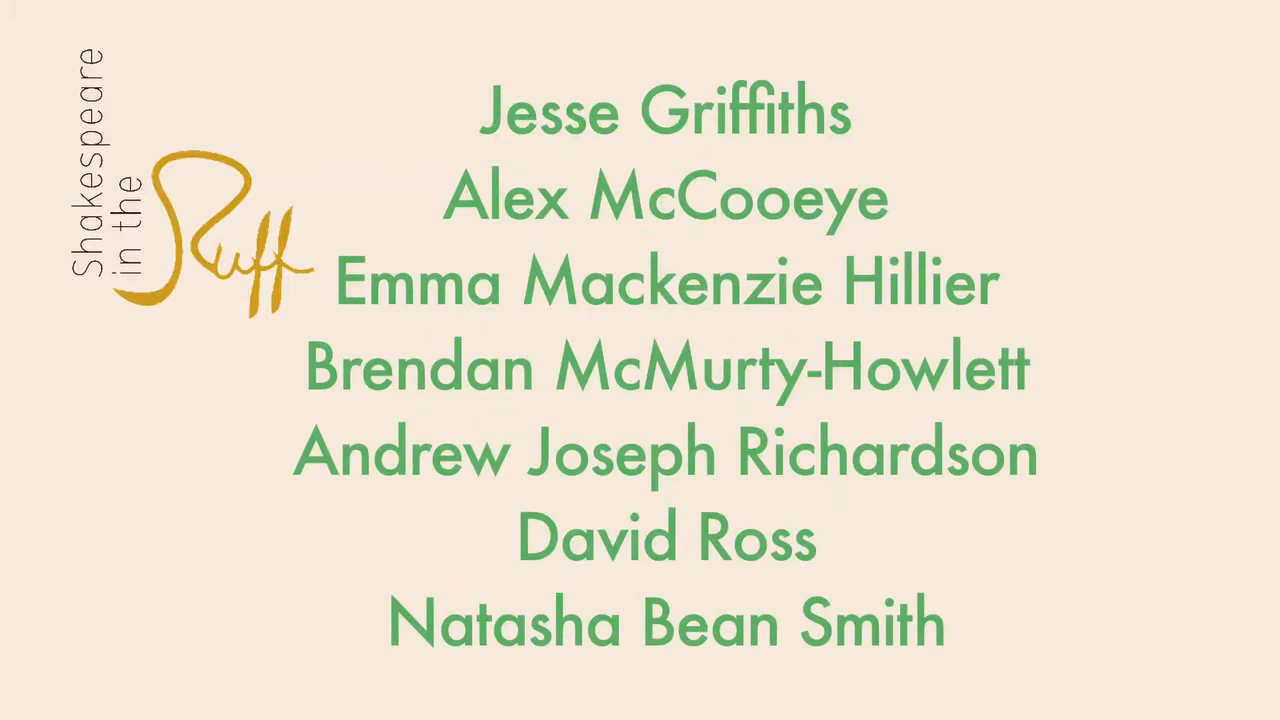 Shakespeare
in the
Ruff
Jesse Griffiths
Alex McCooeye
Emma Mackenzie Hillier
Brendan McMurty-Howlett
Andrew Joseph Richardson
David Ross
Natasha Bean Smith